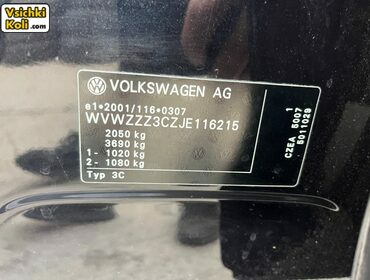 Vsichki
Koli .com
VOLKSWAGEN AG
e1*2001/116*0307
WVWZZZ3CZJE116215
2050 kg
3690 kg
1- 1020 kg
2- 1080 kg
Typ 3C
CZEA 5007 1
5011029